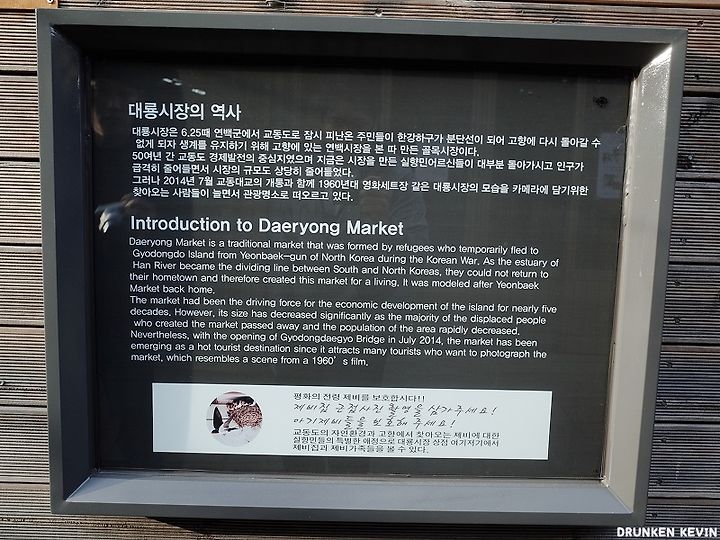 대룡시장의 역사
대룡시장은 6.25때 연백군에서 교동도로 잠시 피난온 주민들이 한강하구가 분단선이 되어 고향에 다시 돌아갈 수
없게 되자 생계를 유지하기 위해 고향에 있는 연백시장을 본 따 만든 골목시장이다.
50여년 간 교동도 경제발전의 중심지였으며 지금은 시장을 만든 실향민어르신들이 대부분 돌아가시고 인구가
급격히 줄어들면서 시장의 규모도 상당히 줄어들었다.
그러나 2014년 7월 교동대교의 개통과 함께 1960년대 영화세트장 같은 대룡시장의 모습을 카메라에 담기위한
찾아오는 사람들이 늘면서 관광명소로 떠오르고 있다.
Introduction to Daeryong Market
Daeryong Market is a traditional market that was formed by refugees who temporarily fled to
Gyodongdo Island from Yeonbaek-gun of North Korea during the Korean War. As the estuary of
Han River became the dividing line between South and North Koreas, they could not return to
their hometown and therefore created this market for a living. It was modeled after Yeonbaek
Market back home.
The market had been the driving force for the economic development of the island for nearly five
decades. However, its size has decreased significantly as the majority of the displaced people
who created the market passed away and the population of the area rapidly decreased.
Nevertheless, with the opening of Gyodongdaegyo Bridge in July 2014, the market has been
emerging as a hot tourist destination since it attracts many tourists who want to photograph the
market, which resembles a scene from a 1960's film.
평화의 전령 제비를 보호합시다!!
제비집 근접사진 촬영을 삼가주세요!
아기제비들을 보호해 주세요!
교동도의 자연환경과 고향에서 찾아오는 제비에 대한
실향민들의 특별한 애정으로 대룡시장 상점 여기저기에서
제비집과 제비가족들을 볼 수 있다.
DRUNKEN KEVIN